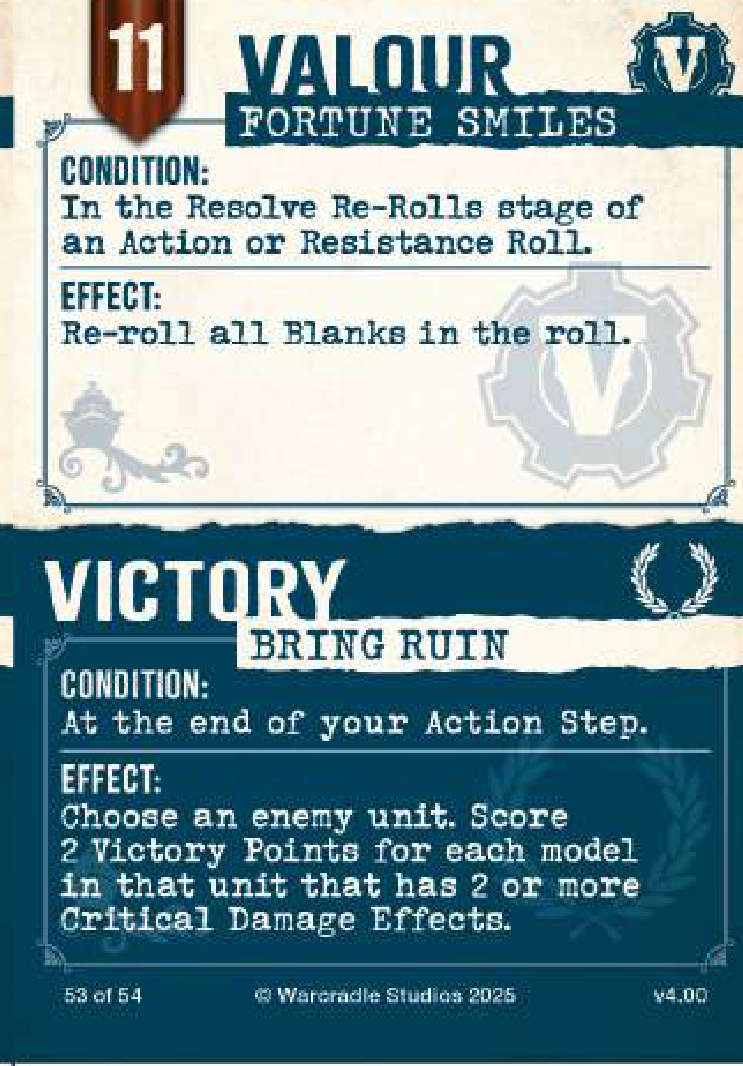 11
VALOUR
V
FORTUNE SMILES
CONDITION:
In the Resolve Re-Rolls stage of
an Action or Resistance Roll.
EFFECT:
Re-roll all Blanks in the roll.
V
VICTORY
BRING RUIN
CONDITION:
At the end of your Action Step.
EFFECT:
Choose an enemy unit. Score
2 Victory Points for each model
in that unit that has 2 or more
Critical Damage Effects.
53 of 54 © Warcradle Studios 2025 v4.00